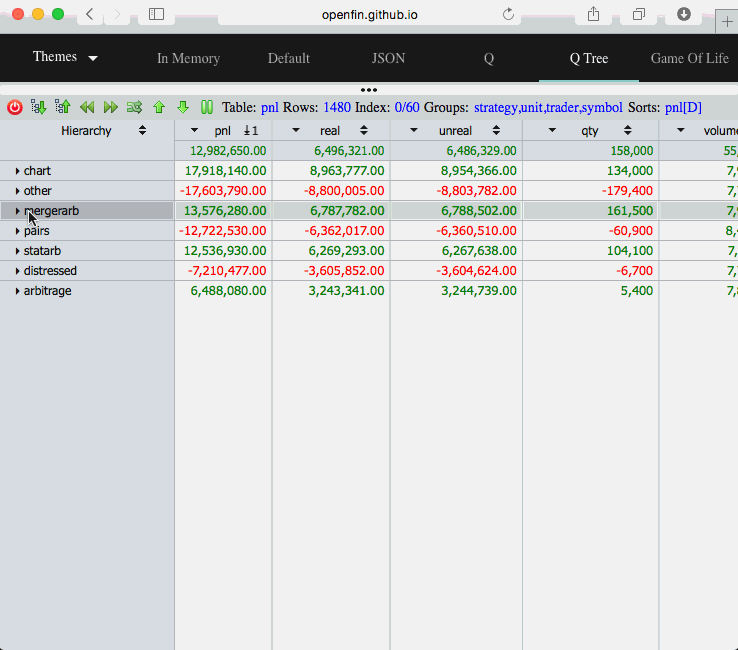 openfin.github.io
Themes In Memory Default JSON Q Q Tree Game Of Life
Table: pnl Rows: 1480 Index: 0/60 Groups: strategy,unit,trader,symbol Sorts: pnl[D]
Hierarchy pnl 1 real unreal qty volume
12,982,650.00 6,496,321.00 6,486,329.00 158,000 55,
chart 17,918,140.00 8,963,777.00 8,954,366.00 134,000 7,9
other -17,603,790.00 -8,800,005.00 -8,803,782.00 -179,400 7,7
mergerarb 13,576,280.00 6,787,782.00 6,788,502.00 161,500 7,9
pairs -12,722,530.00 -6,362,017.00 -6,360,510.00 -60,900 8,4
statarb 12,536,930.00 6,269,293.00 6,267,638.00 104,100 7,
distressed -7,210,477.00 -3,605,852.00 -3,604,624.00 -6,700 7,7
arbitrage 6,488,080.00 3,243,341.00 3,244,739.00 5,400 7,8